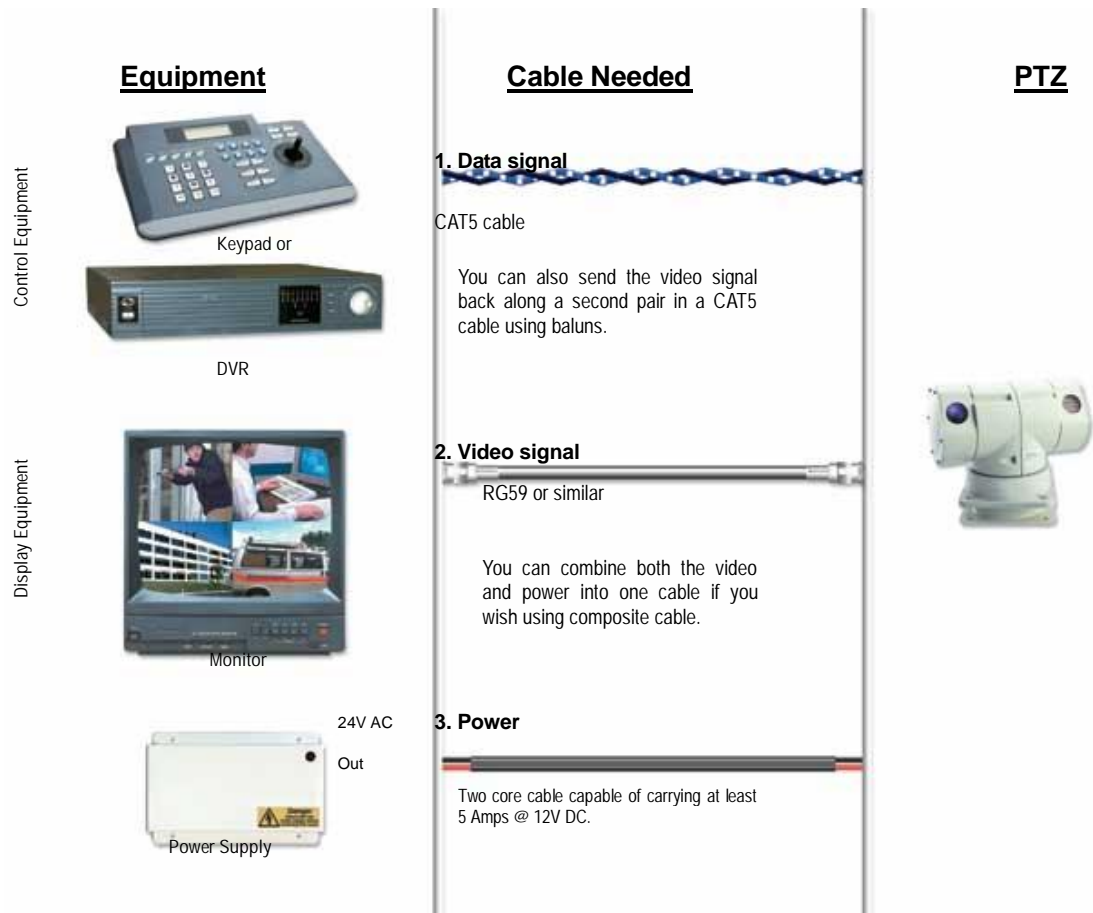 Equipment
Cable Needed
PTZ
Control Equipment
1. Data signal
Keypad or
CAT5 cable
You can also send the video signal
back along a second pair in a CAT5
cable using baluns.
DVR
Display Equipment
2. Video signal
RG59 or similar
You can combine both the video
and power into one cable if you
wish using composite cable.
Monitor
24V AC
Out
3. Power
Danger
Two core cable capable of carrying at least
5 Amps @ 12V DC.
Power Supply